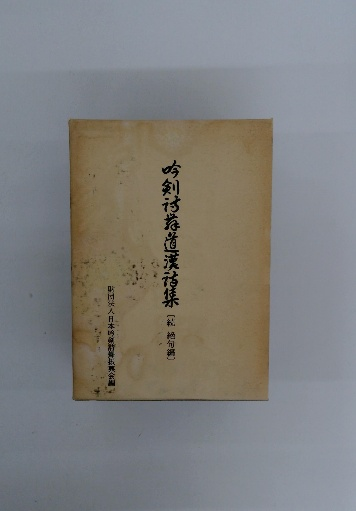 吟剣詩舞道漢詩集
〔続 絶句編〕
財団法人日本吟剣詩舞振興会編